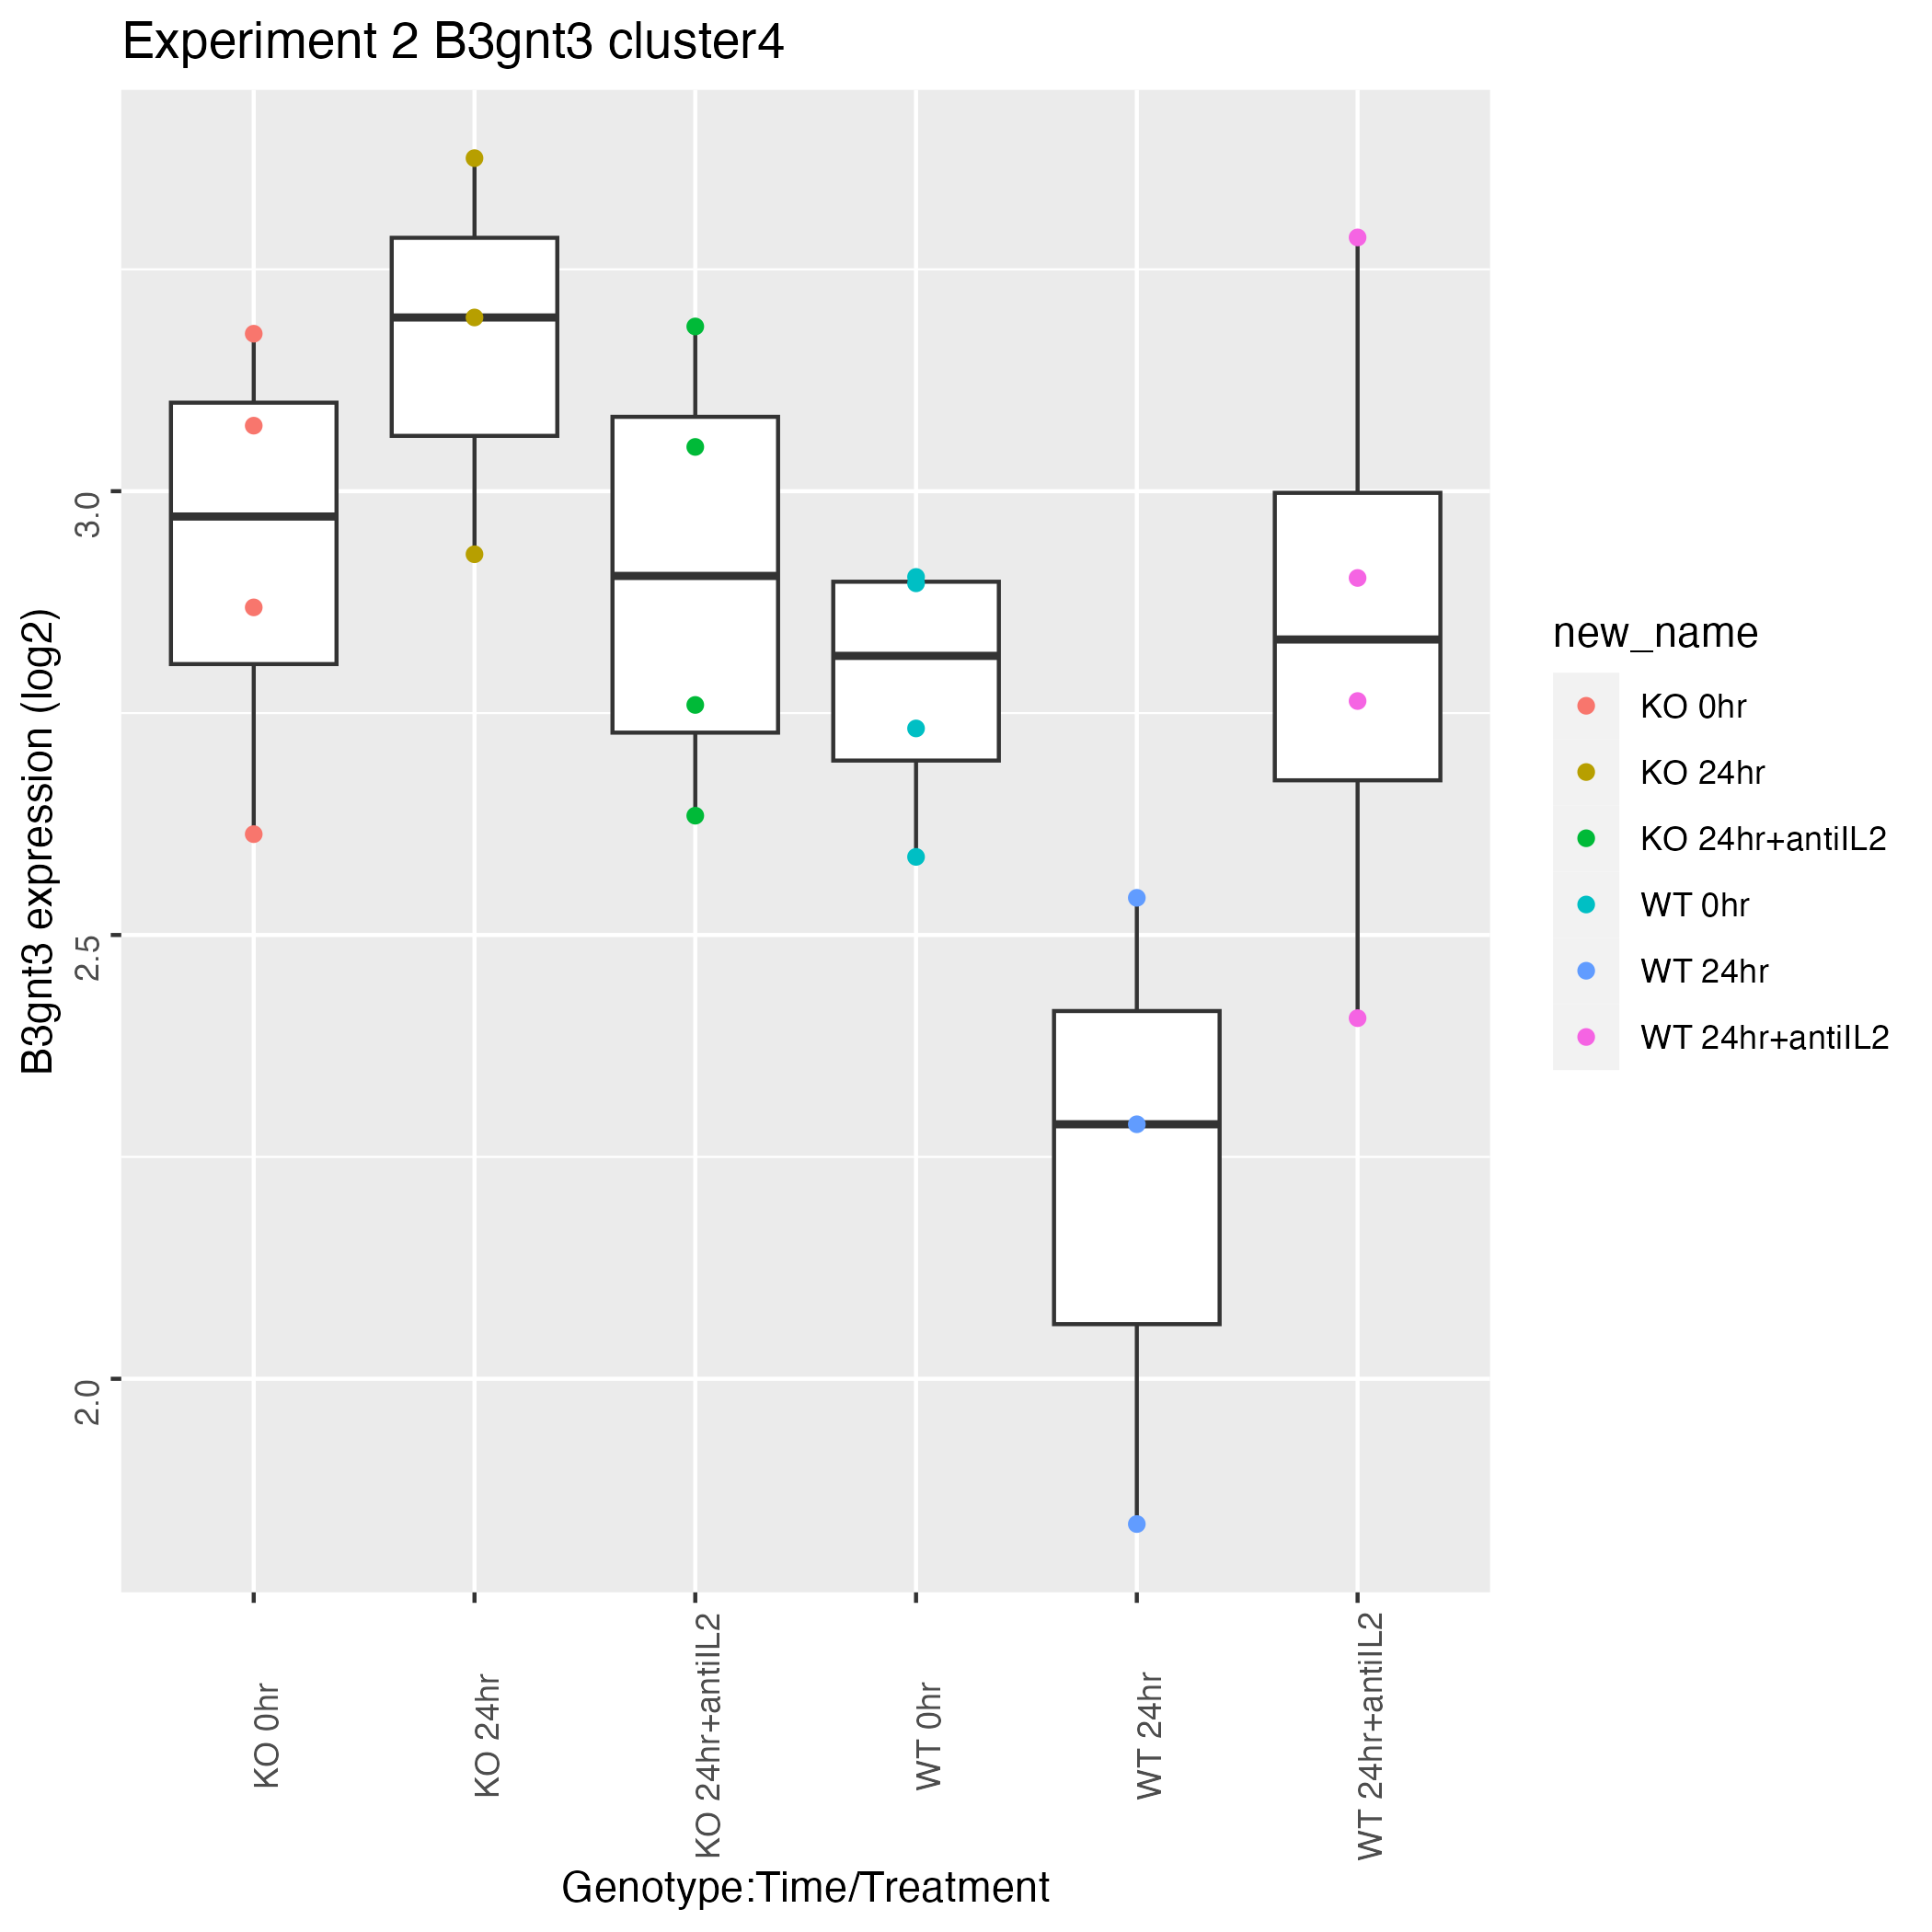 Experiment 2 B3gnt3 cluster4
B3gnt3 expression (log2)
3.0
2.5
2.0
KO 0hr
KO 24hr
KO 24hr+antiIL2
WT 0hr
WT 24hr
WT 24hr+antiIL2
Genotype:Time/Treatment
new_name
KO 0hr
KO 24hr
KO 24hr+antiIL2
WT 0hr
WT 24hr
WT 24hr+antiIL2